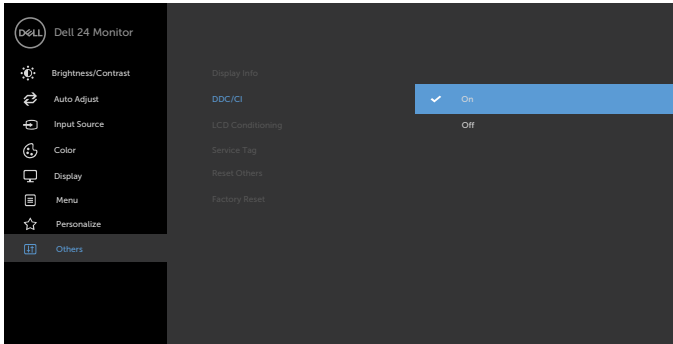 DELL Dell 24 Monitor
Brightness/Contrast
Auto Adjust
Input Source
Color
Display
Menu
Personalize
Others
Display Info
DDC/CI
LCD Conditioning
Service Tag
Reset Others
Factory Reset
On
Off